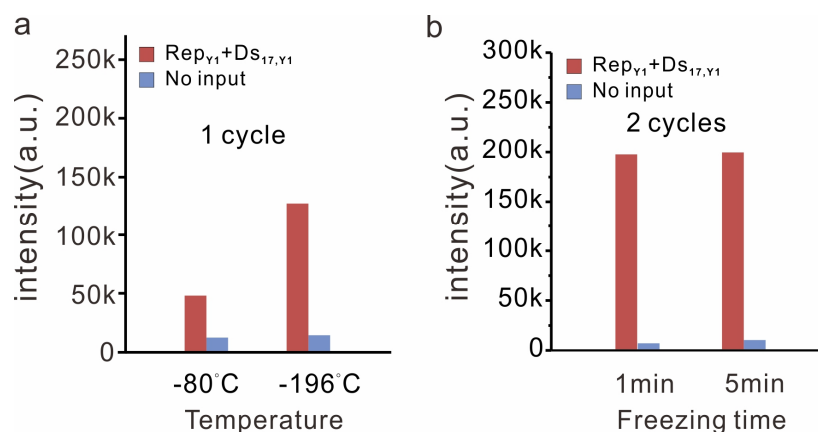 a
250k
200k
150k
100k
50k
0
intensity(a.u.)
RepY1+Ds17,Y1
No input
1 cycle
-80°C
-196°C
Temperature
b
300k
250k
200k
150k
100k
50k
0
intensity(a.u.)
RepY1+Ds17,Y1
No input
2 cycles
1min
5min
Freezing time